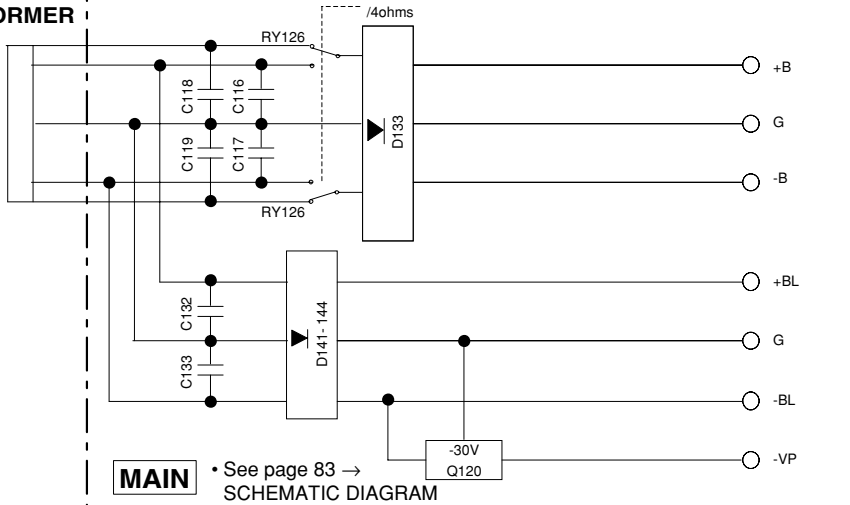 ORMER
/4ohms
RY126
C118
C116
C119
C117
D133
RY126
+B
G
-B
C132
C133
D141- 144
+BL
G
-BL
-30V
Q120
-VP
MAIN
• See page 83 →
SCHEMATIC DIAGRAM